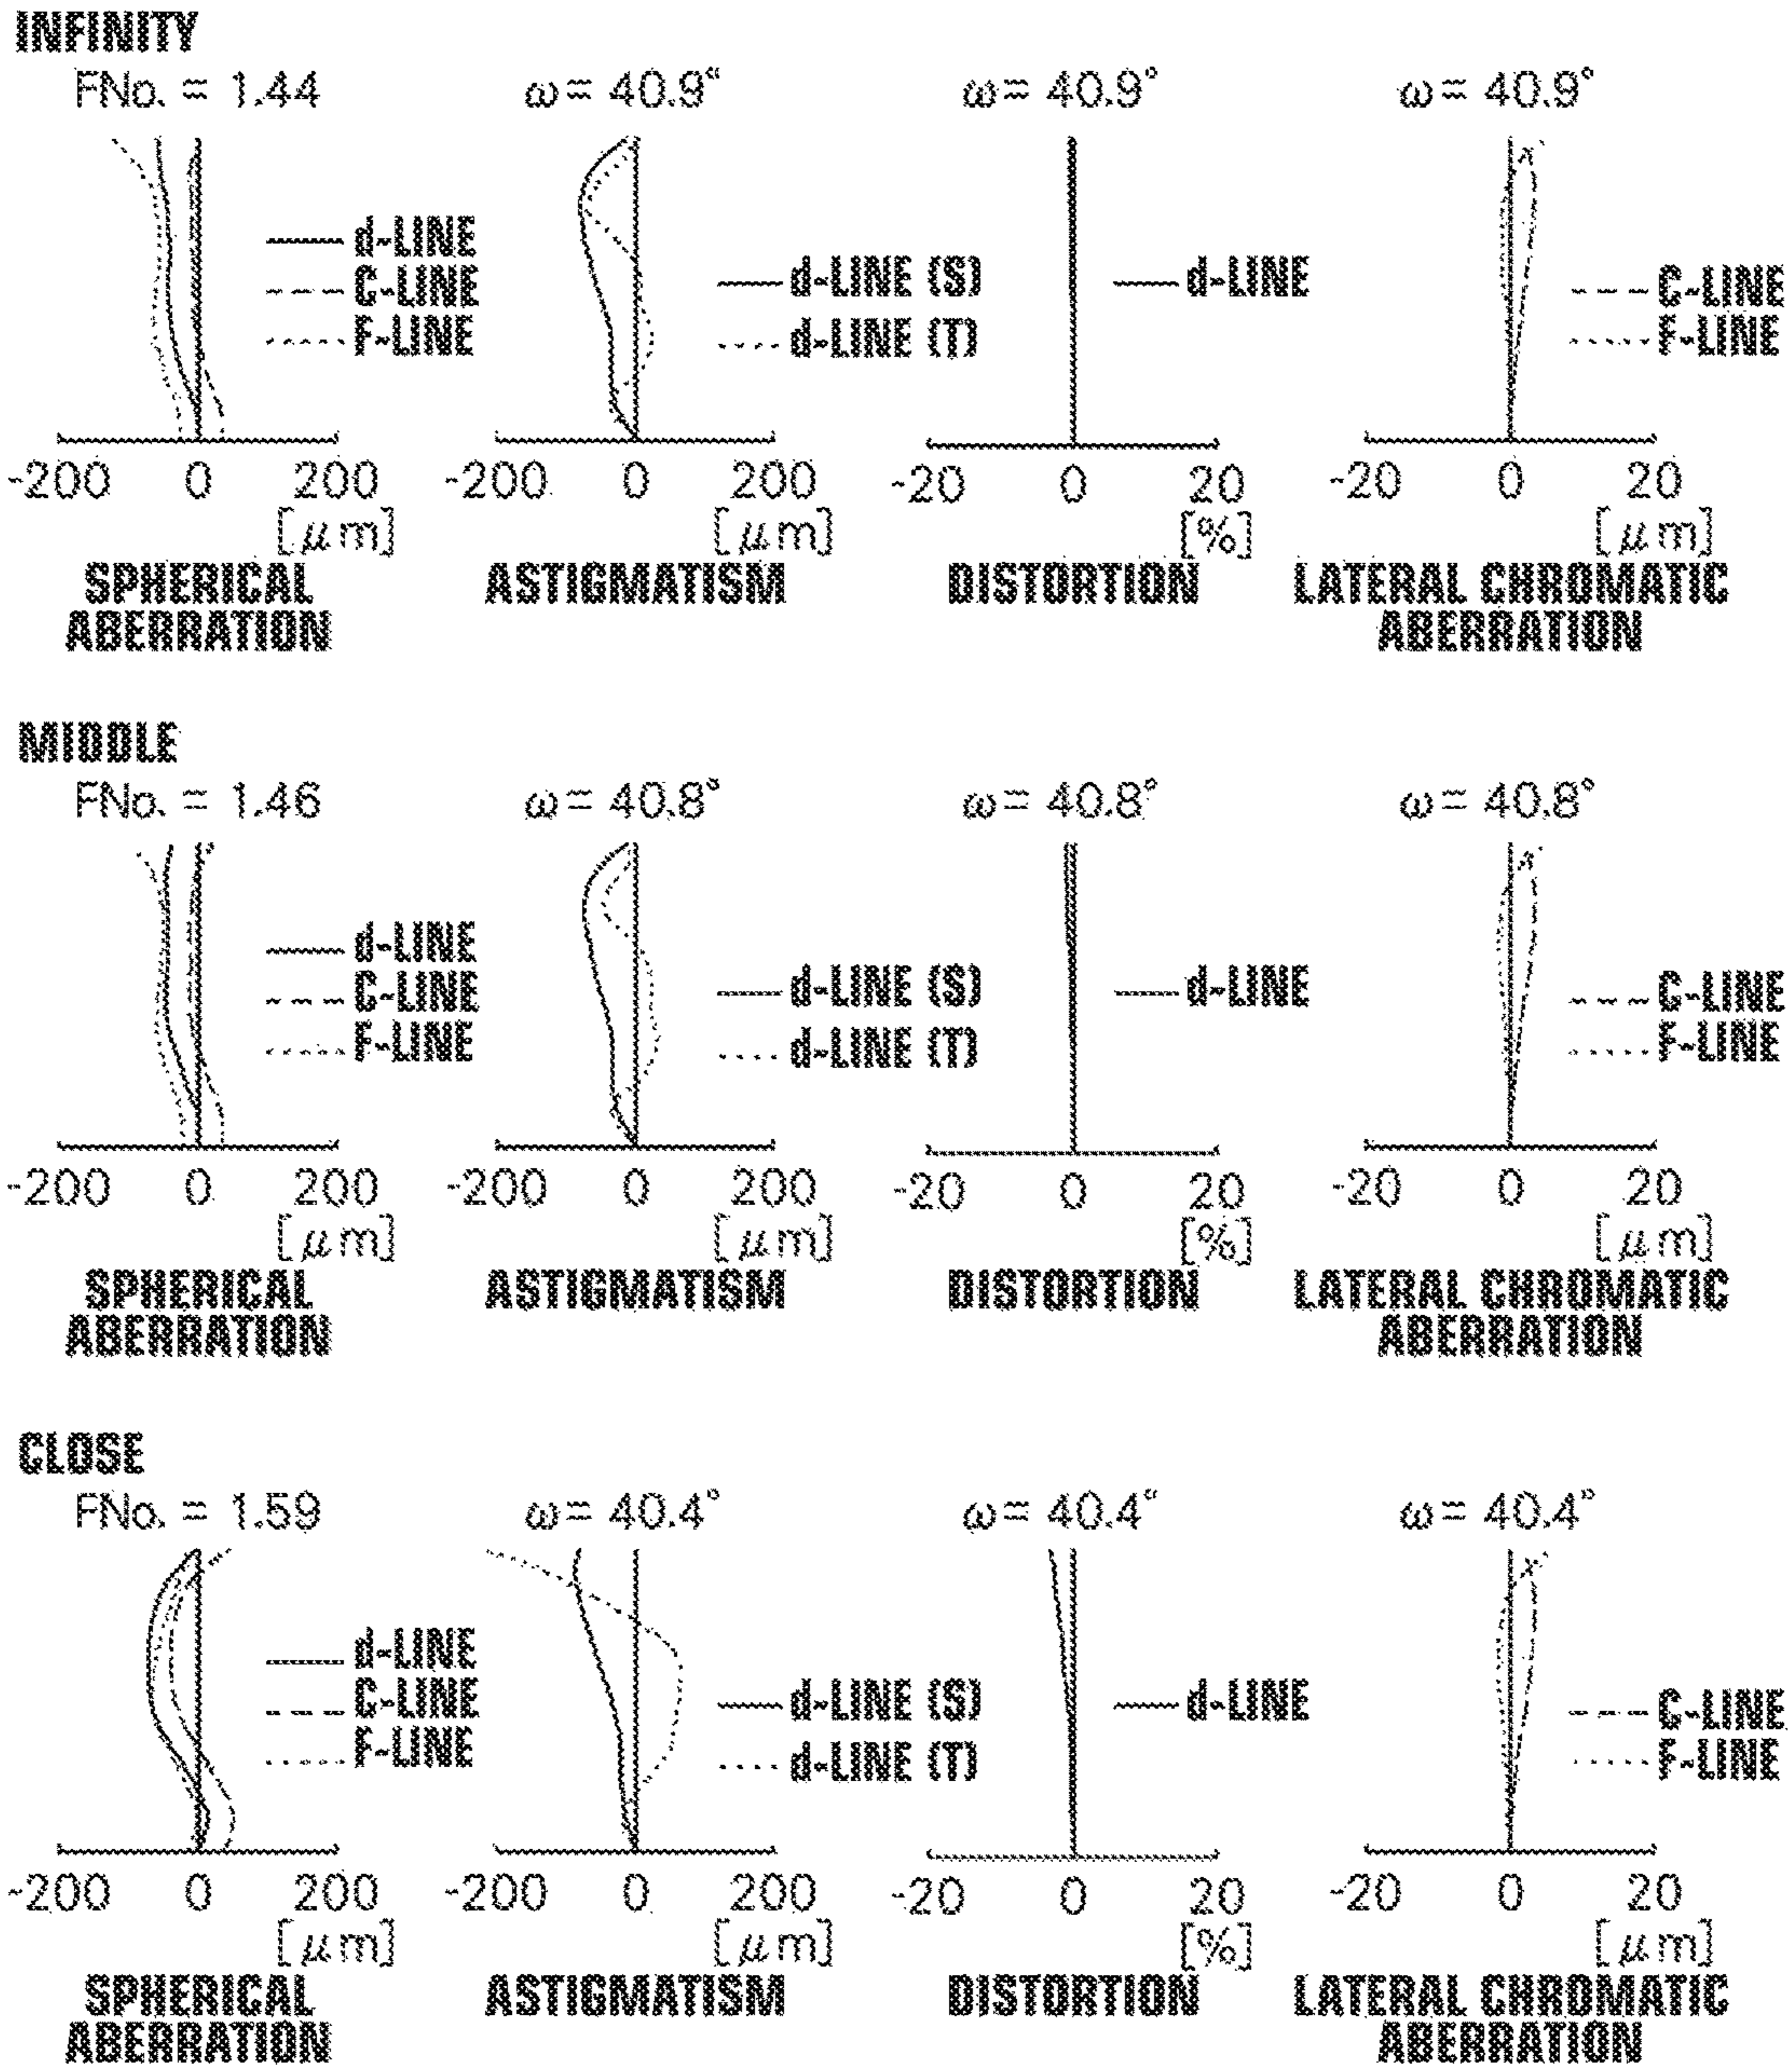 INFINITY
FNo. = 1.44
ω = 40.9°
ω = 40.9°
ω = 40.9°
d-LINE
C-LINE
F-LINE
d-LINE (S)
d-LINE (T)
d-LINE
C-LINE
F-LINE
-200 0 200
[μm]
-200 0 200
[μm]
-20 0 20
[%]
-20 0 20
[μm]
SPHERICAL
ABERRATION
ASTIGMATISM
DISTORTION
LATERAL CHROMATIC
ABERRATION
MIDDLE
FNo. = 1.46
ω = 40.8°
ω = 40.8°
ω = 40.8°
d-LINE
C-LINE
F-LINE
d-LINE (S)
d-LINE (T)
d-LINE
C-LINE
F-LINE
-200 0 200
[μm]
-200 0 200
[μm]
-20 0 20
[%]
-20 0 20
[μm]
SPHERICAL
ABERRATION
ASTIGMATISM
DISTORTION
LATERAL CHROMATIC
ABERRATION
CLOSE
FNo. = 1.59
ω = 40.4°
ω = 40.4°
ω = 40.4°
d-LINE
C-LINE
F-LINE
d-LINE (S)
d-LINE (T)
d-LINE
C-LINE
F-LINE
-200 0 200
[μm]
-200 0 200
[μm]
-20 0 20
[%]
-20 0 20
[μm]
SPHERICAL
ABERRATION
ASTIGMATISM
DISTORTION
LATERAL CHROMATIC
ABERRATION